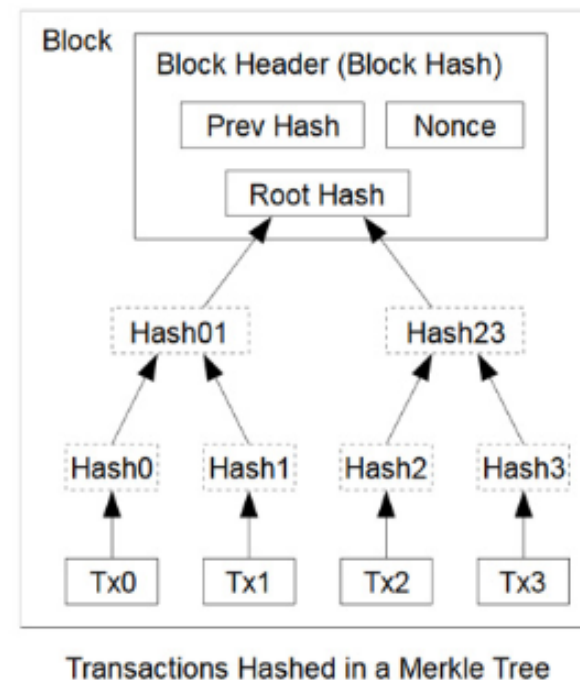 Block
Block Header (Block Hash)
Prev Hash Nonce
Root Hash
Hash01 Hash23
Hash0 Hash1 Hash2 Hash3
Tx0 Tx1 Tx2 Tx3
Transactions Hashed in a Merkle Tree